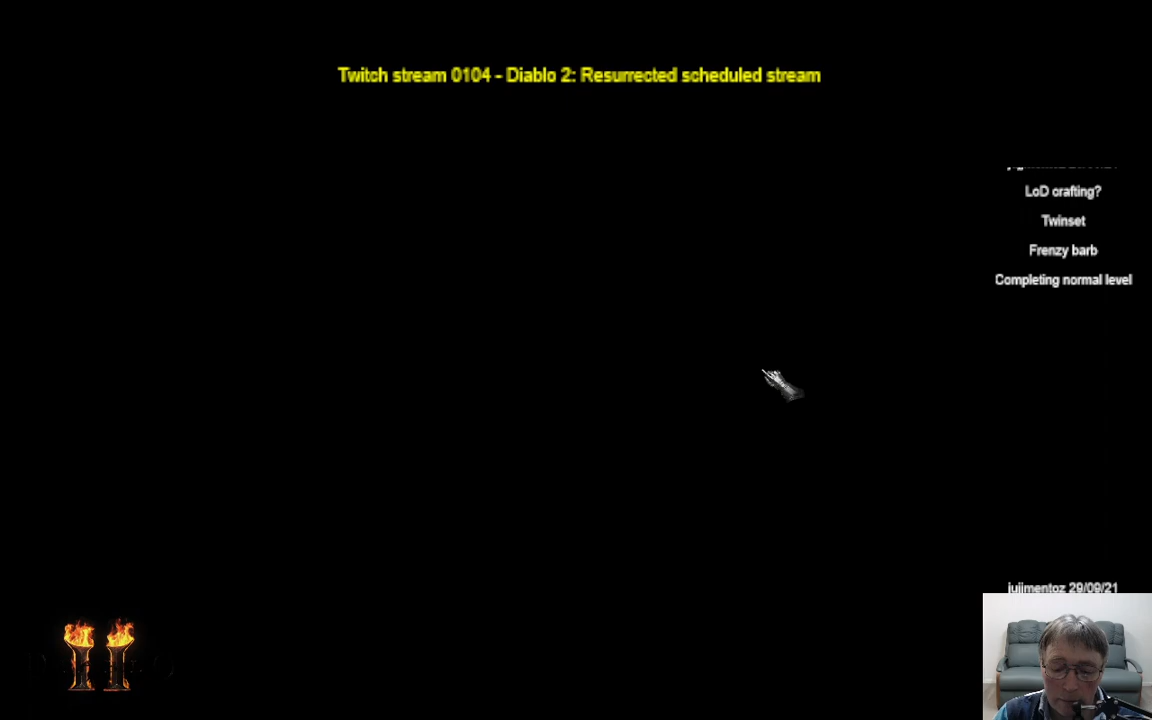 Twitch stream 0104 - Diablo 2: Resurrected scheduled stream
LoD crafting?
Twinset
Frenzy barb
Completing normal level
jujimentoz 29/09/21